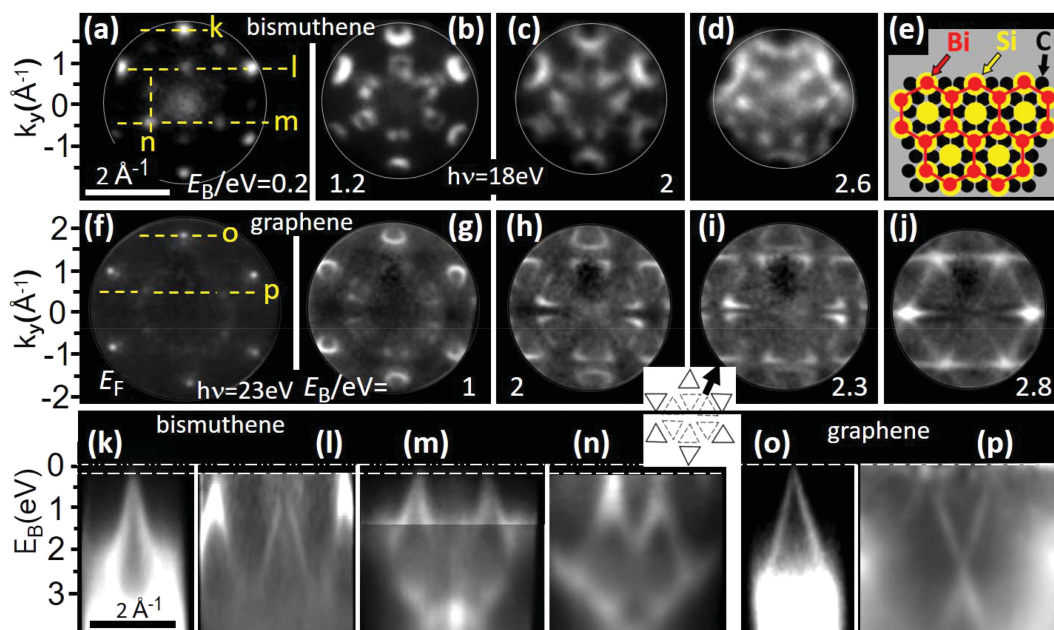 (a) k bismuthene (b) (c) (d) (e) Bi Si C
k_y(Å⁻¹) 1 0 -1
l
m
n
2 Å⁻¹ E_B/eV=0.2 1.2 hν=18eV 2 2.6
(f) graphene (g) (h) (i) (j)
k_y(Å⁻¹) 2 1 0 -1 -2
o
p
E_F hν=23eV E_B/eV= 1 2 2.3 2.8
bismuthene graphene
(k) (l) (m) (n) (o) (p)
E_B(eV) 0 1 2 3
2 Å⁻¹